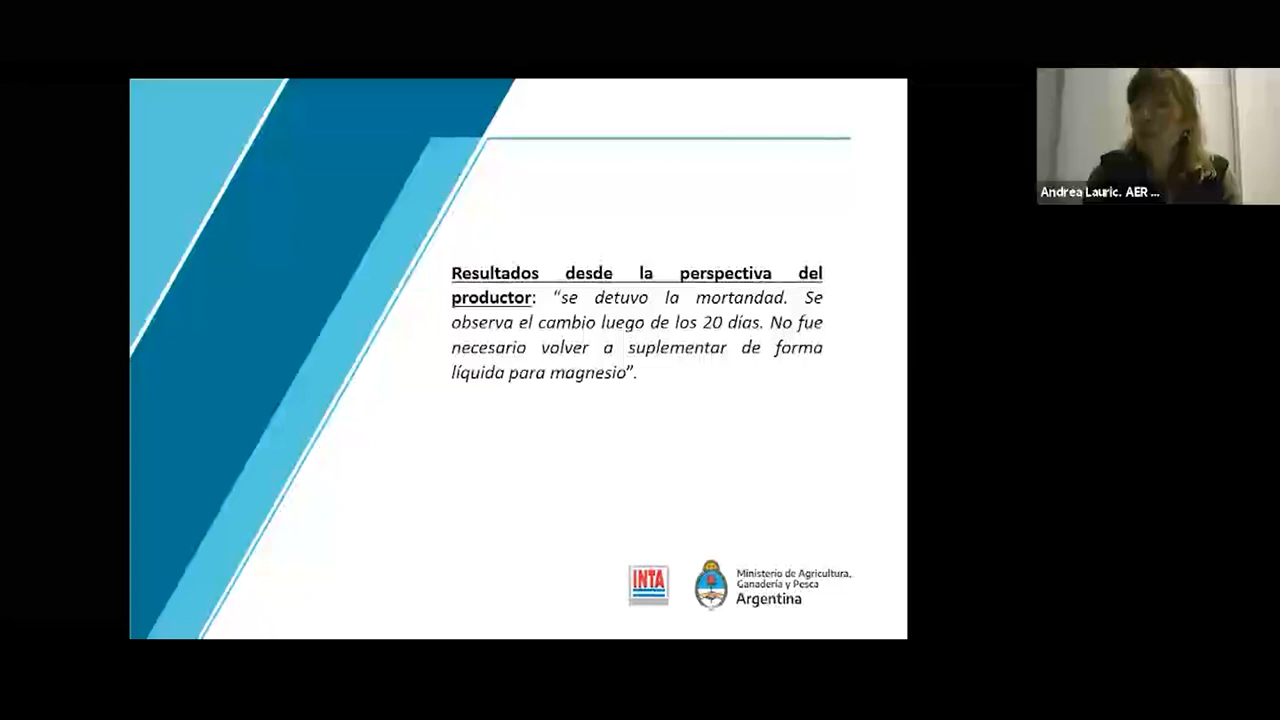 Resultados desde la perspectiva del
productor: “se detuvo la mortandad. Se
observa el cambio luego de los 20 días. No fue
necesario volver a suplementar de forma
líquida para magnesio”.
INTA
Ministerio de Agricultura,
Ganadería y Pesca
Argentina
Andrea Lauric. AER ...